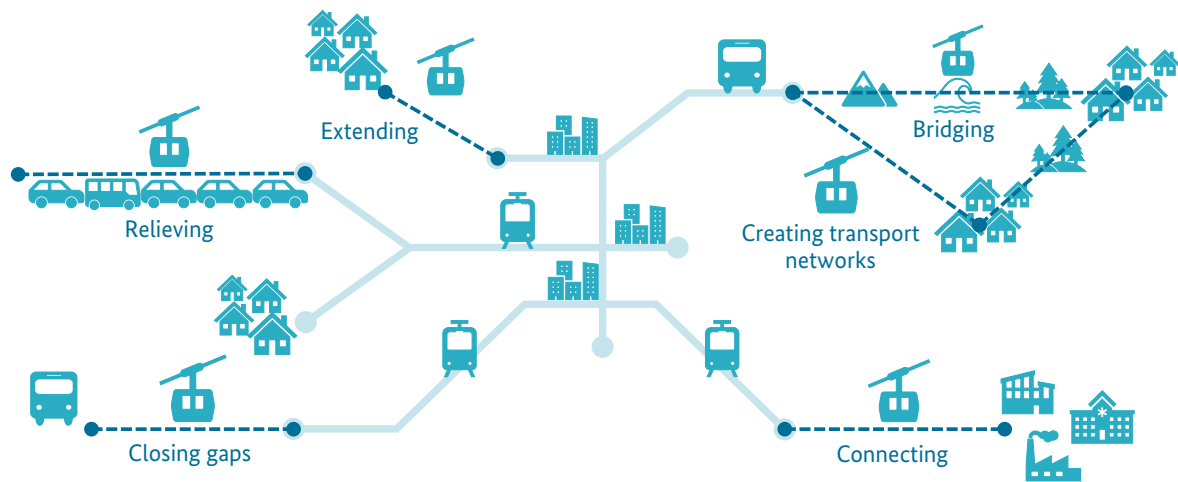 Extending
Bridging
Relieving
Creating transport
networks
Closing gaps
Connecting